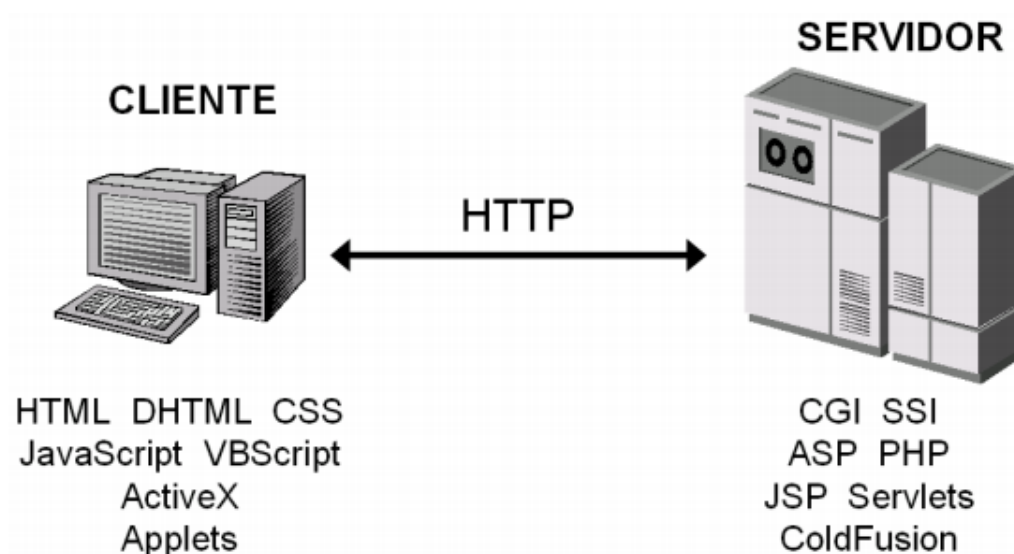 CLIENTE
HTML DHTML CSS
JavaScript VBScript
ActiveX
Applets
HTTP
SERVIDOR
CGI SSI
ASP PHP
JSP Servlets
ColdFusion